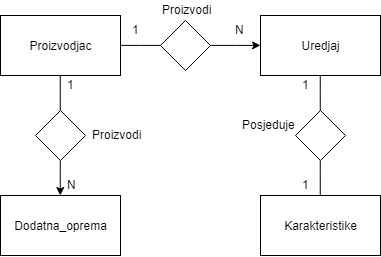 Proizvodi
1
N
Proizvodjac
Uredjaj
1
1
Proizvodi
Posjeduje
N
1
Dodatna_oprema
Karakteristike